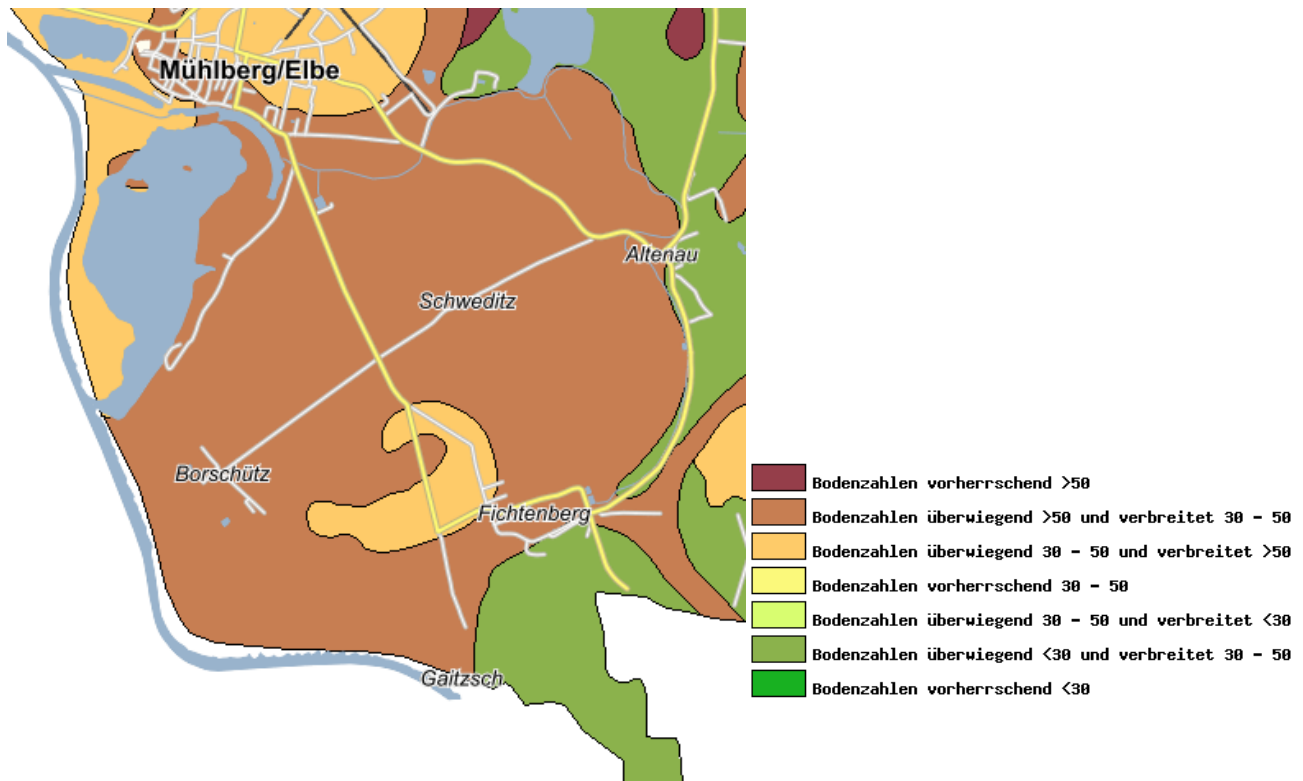 Mühlberg/Elbe
Altenau
Schweditz
Borschütz
Fichtenberg
Gaitzsch
Bodenzahlen vorherrschend >50
Bodenzahlen überwiegend >50 und verbreitet 30 - 50
Bodenzahlen überwiegend 30 - 50 und verbreitet >50
Bodenzahlen vorherrschend 30 - 50
Bodenzahlen überwiegend 30 - 50 und verbreitet <30
Bodenzahlen überwiegend <30 und verbreitet 30 - 50
Bodenzahlen vorherrschend <30